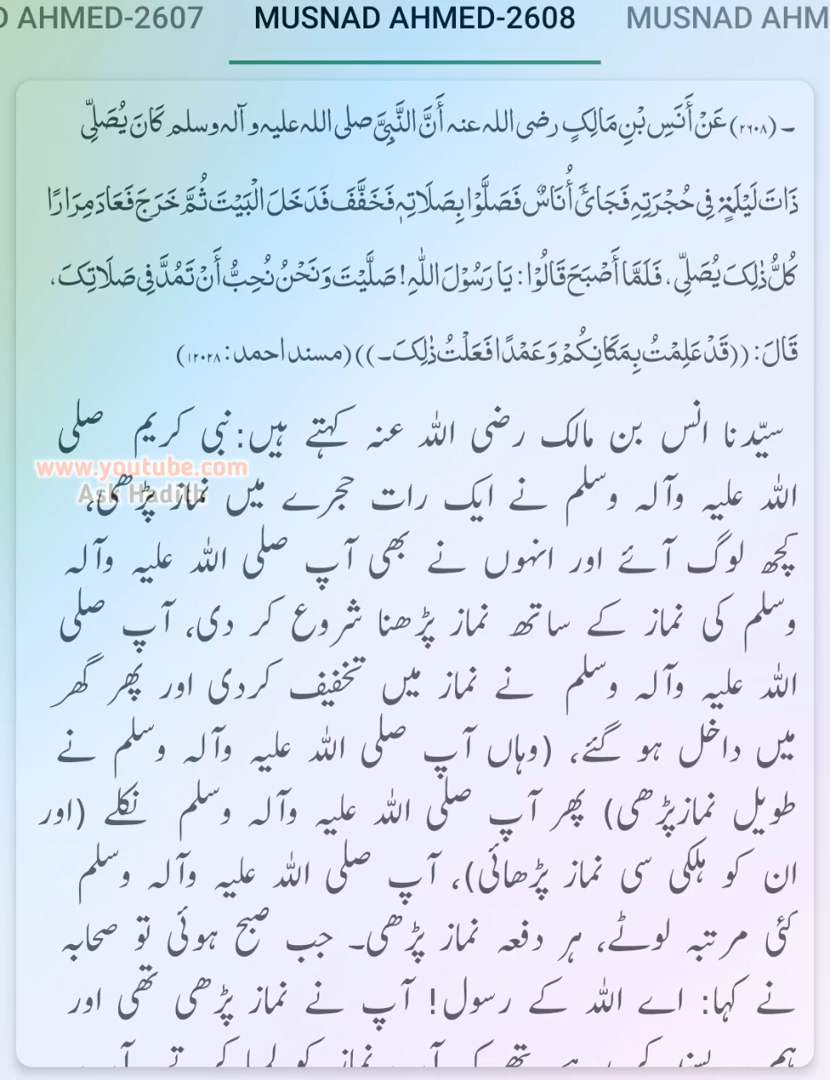 D AHMED-2607 MUSNAD AHMED-2608 MUSNAD AHM
۔ (۲۶۰۸) عَنْ أَنَسِ بْنِ مَالِکٍ ‌رضی ‌اللہ ‌عنہ أَنَّ النَّبِیَّ صلی ‌اللہ ‌علیہ ‌وآلہ ‌وسلم کَانَ یُصَلِّی
ذَاتَ لَیْلَۃٍ فِی حُجْرَتِہِ فَجَائَ أُنَاسٌ فَصَلَّوْا بِصَلَاتِہٖ فَخَفَّفَ فَدَخَلَ الْبَیْتَ ثُمَّ خَرَجَ فَعَادَ مِرَارًا
کُلُّ ذٰلِکَ یُصَلِّی، فَلَمَّا أَصْبَحَ قَالُوْا: یَا رَسُوْلَ اللّٰہِ! صَلَّیْتَ وَنَحْنُ نُحِبُّ أَنْ تَمُدَّ فِی صَلَاتِکَ،
قَالَ: ((قَدْ عَلِمْتُ بِمَکَانِکُمْ وَعَمْدًا فَعَلْتُ ذٰلِکَ۔)) (مسند احمد: ۱۲۰۲۸)
سیّدنا انس بن مالک رضی اللہ عنہ کہتے ہیں:نبی کریم صلی
www.youtube.com
اللہ علیہ وآلہ وسلم نے ایک رات حجرے میں نماز پڑھی،
Ask Hadith
کچھ لوگ آئے اور انہوں نے بھی آپ صلی اللہ علیہ وآلہ
وسلم کی نماز کے ساتھ نماز پڑھنا شروع کر دی، آپ صلی
اللہ علیہ وآلہ وسلم نے نماز میں تخفیف کردی اور پھر گھر
میں داخل ہو گئے، (وہاں آپ صلی اللہ علیہ وآلہ وسلم نے
طویل نمازپڑھی) پھر آپ صلی اللہ علیہ وآلہ وسلم نکلے (اور
ان کو ہلکی سی نماز پڑھائی)، آپ صلی اللہ علیہ وآلہ وسلم
کئی مرتبہ لوٹے، ہر دفعہ نماز پڑھی۔ جب صبح ہوئی تو صحابہ
نے کہا: اے اللہ کے رسول! آپ نے نماز پڑھی تھی اور